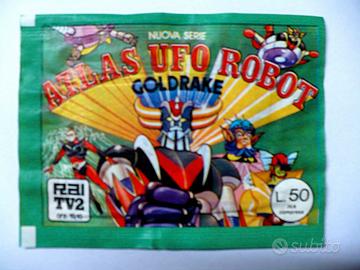 NUOVA SERIE
ATLAS UFO ROBOT
GOLDRAKE
RAI
TV2
L. 50
subito